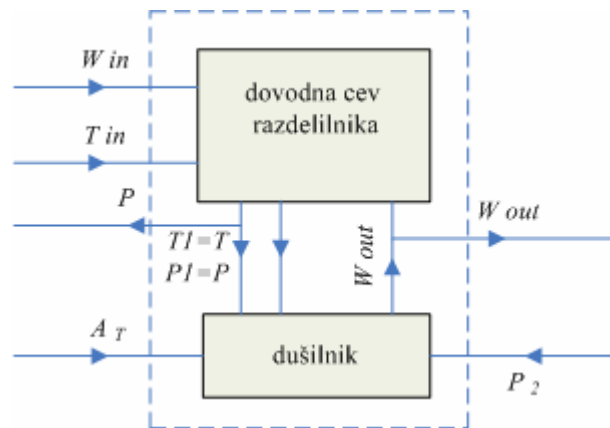 W in
dovodna cev
razdelilnika
T in
P
W out
T1=T
P1=P
W out
A T
dušilnik
P 2